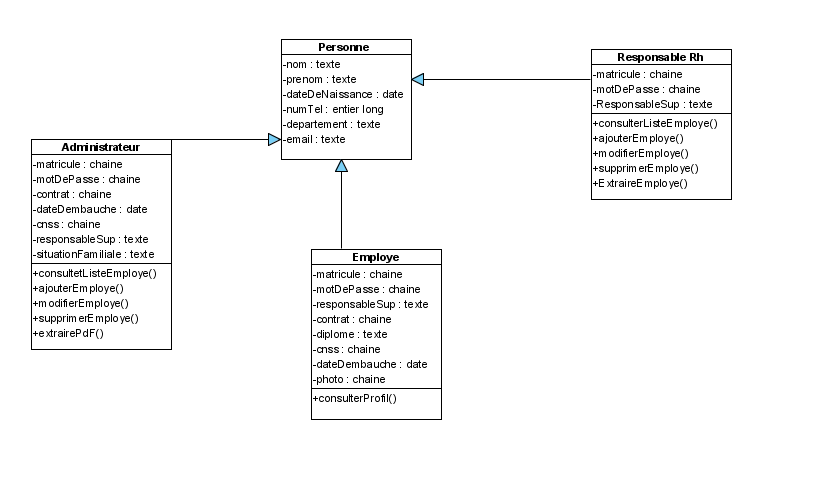 Personne
-nom : texte
-prenom : texte
-dateDeNaissance : date
-numTel : entier long
-departement : texte
-email : texte
Responsable Rh
-matricule : chaine
-motDePasse : chaine
-ResponsableSup : texte
+consulterListeEmploye()
+ajouterEmploye()
+modifierEmploye()
+supprimerEmploye()
+ExtraireEmploye()
Administrateur
-matricule : chaine
-motDePasse : chaine
-contrat : chaine
-dateDembauche : date
-cnss : chaine
-responsableSup : texte
-situationFamiliale : texte
+consultetListeEmploye()
+ajouterEmploye()
+modifierEmploye()
+supprimerEmploye()
+extrairePdF()
Employe
-matricule : chaine
-motDePasse : chaine
-responsableSup : texte
-contrat : chaine
-diplome : texte
-cnss : chaine
-dateDembauche : date
-photo : chaine
+consulterProfil()